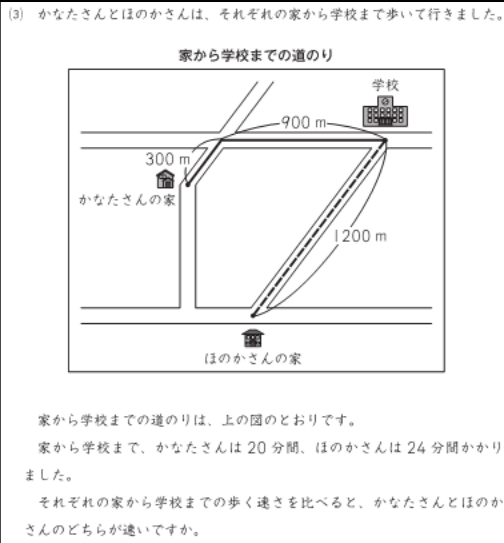 (3) かなたさんとほのかさんは、それぞれの家から学校まで歩いて行きました。
家から学校までの道のり
学校
900 m
300 m
かなたさんの家
1200 m
ほのかさんの家
家から学校までの道のりは、上の図のとおりです。
家から学校まで、かなたさんは 20 分間、ほのかさんは 24 分間かかり
ました。
それぞれの家から学校までの歩く速さを比べると、かなたさんとほのか
さんのどちらが速いですか。